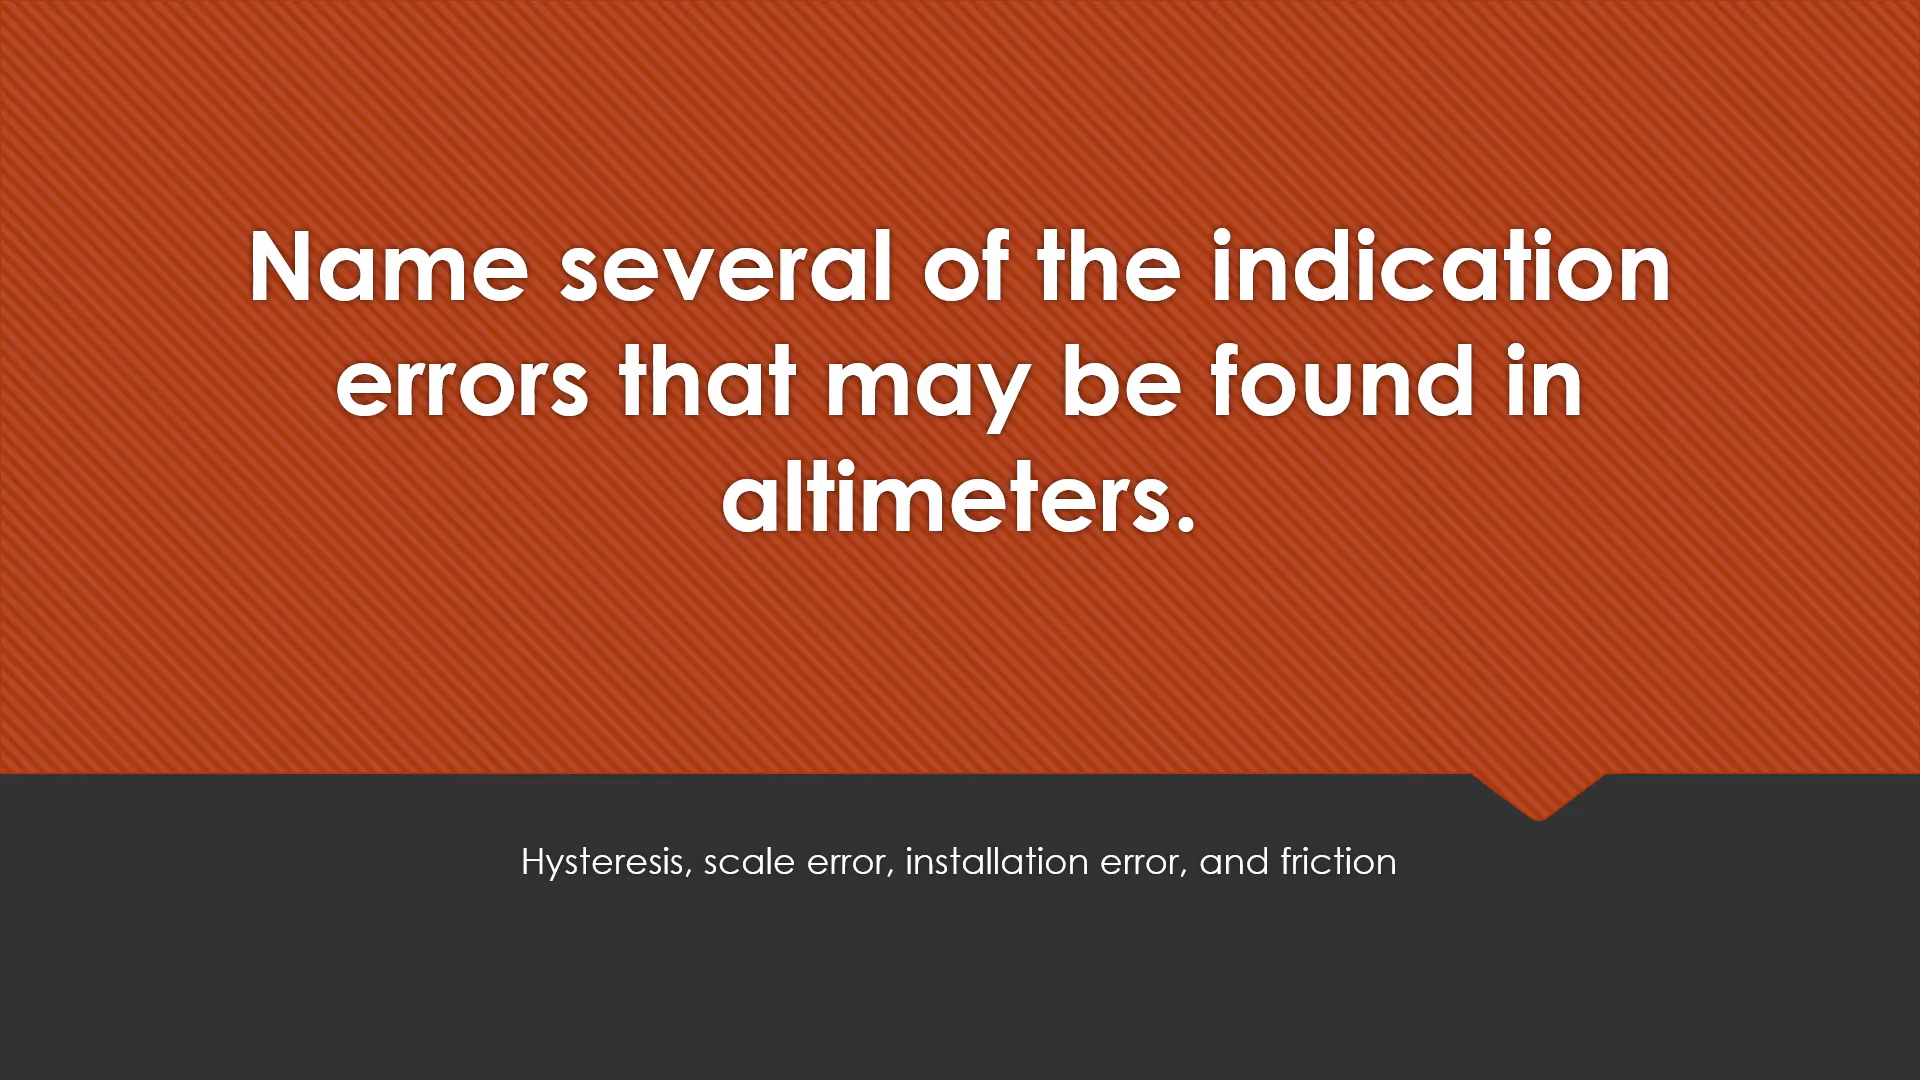 Name several of the indication
errors that may be found in
altimeters.
Hysteresis, scale error, installation error, and friction